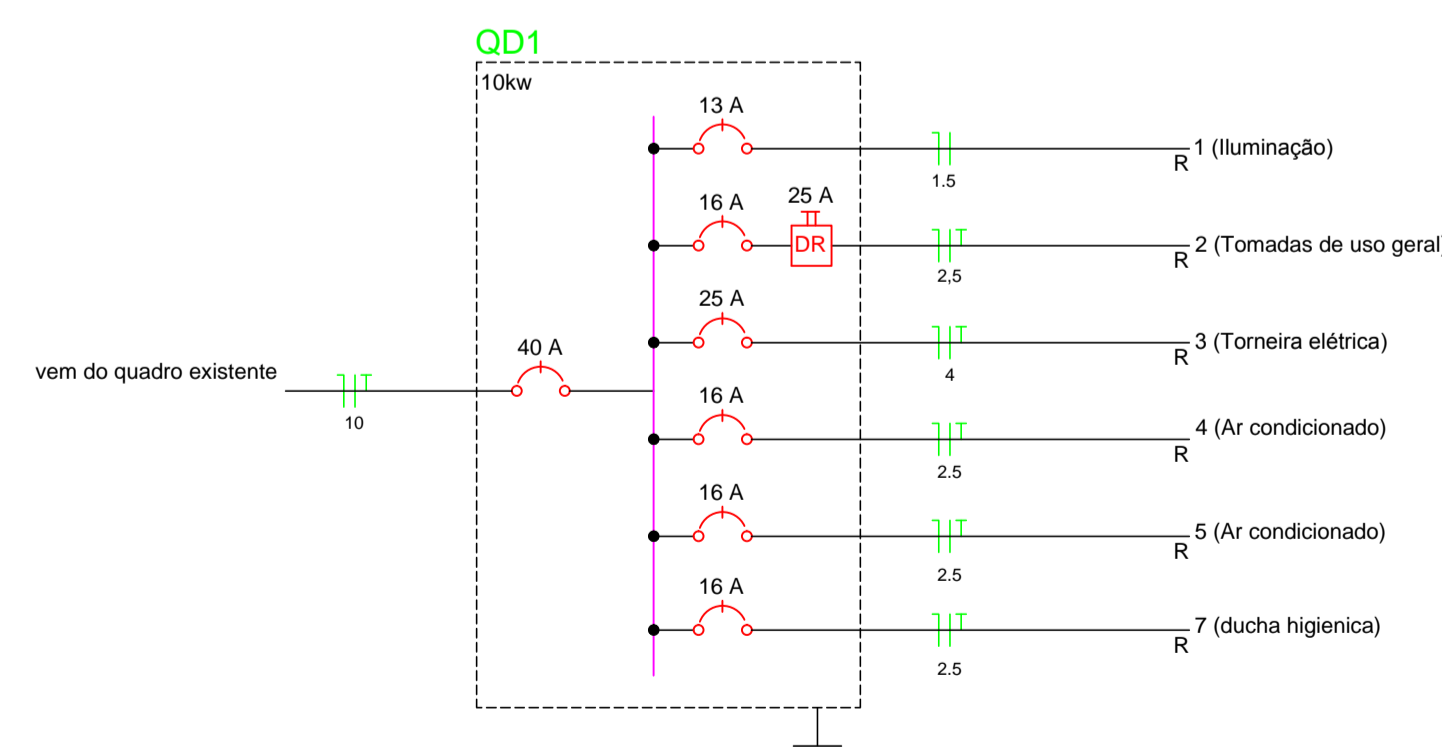 QD1
10kw
13 A
1 (Iluminação)
R
1.5
16 A
25 A
DR
2 (Tomadas de uso geral)
R
2,5
25 A
3 (Torneira elétrica)
R
4
vem do quadro existente
T
10
40 A
16 A
4 (Ar condicionado)
R
2.5
16 A
5 (Ar condicionado)
R
2.5
16 A
7 (ducha higienica)
R
2.5